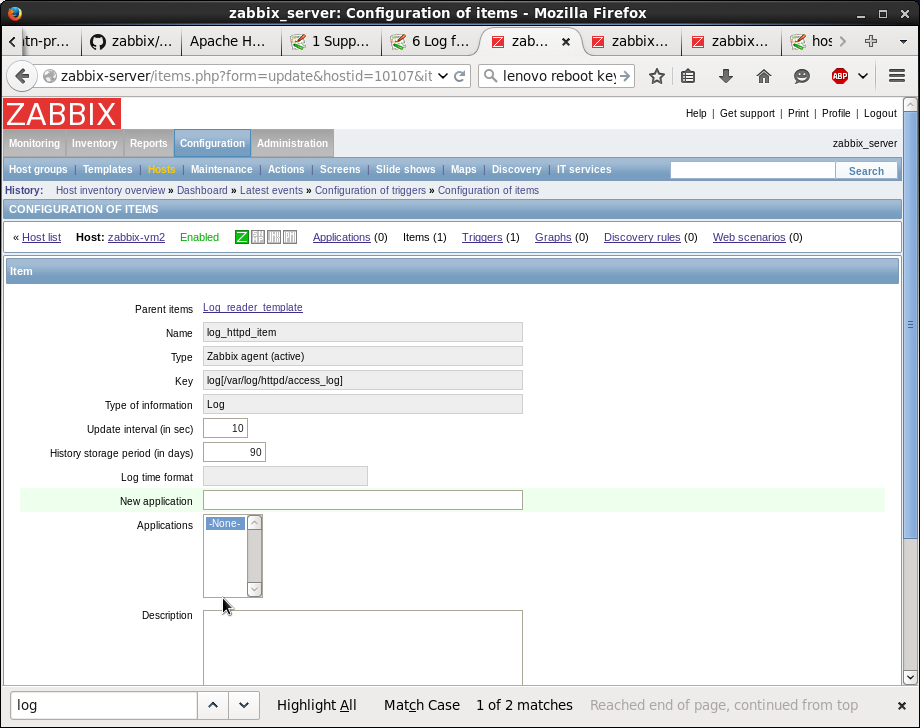 zabbix_server: Configuration of items - Mozilla Firefox
tn-pr... zabbix/... Apache H... 1 Supp... 6 Log f... zab... zabbix... zabbix... hos
zabbix-server/items.php?form=update&hostid=10107&it lenovo reboot key ABP
ZABBIX
Help | Get support | Print | Profile | Logout
Monitoring Inventory Reports Configuration Administration zabbix_server
Host groups | Templates | Hosts | Maintenance | Actions | Screens | Slide shows | Maps | Discovery | IT services Search
History: Host inventory overview » Dashboard » Latest events » Configuration of triggers » Configuration of items
CONFIGURATION OF ITEMS
« Host list Host: zabbix-vm2 Enabled Z Applications (0) Items (1) Triggers (1) Graphs (0) Discovery rules (0) Web scenarios (0)
Item
Parent items Log_reader_template
Name log_httpd_item
Type Zabbix agent (active)
Key log[/var/log/httpd/access_log]
Type of information Log
Update interval (in sec) 10
History storage period (in days) 90
Log time format
New application
Applications -None-
Description
log Highlight All Match Case 1 of 2 matches Reached end of page, continued from top